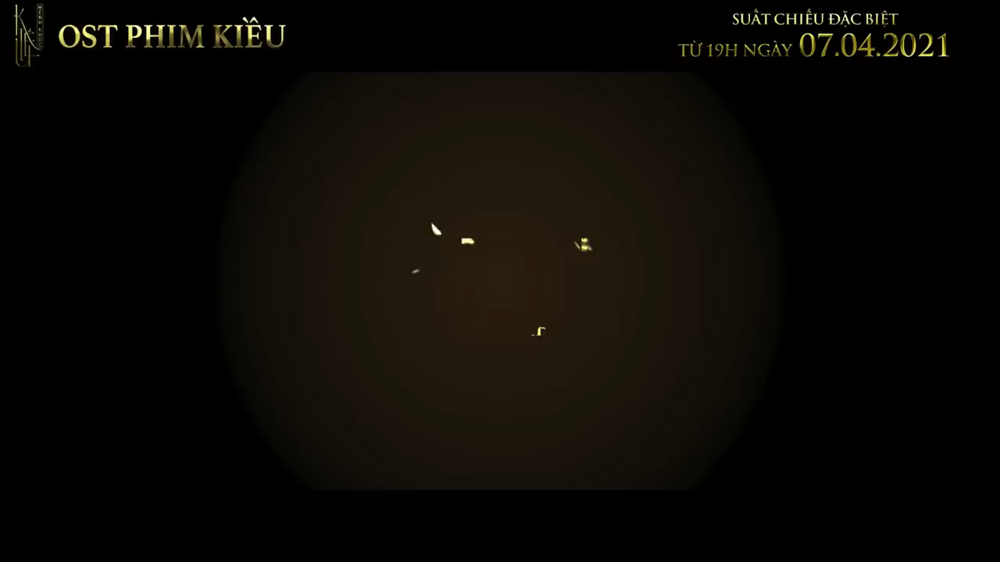 OST PHIM KIỀU
SUẤT CHIẾU ĐẶC BIỆT
TỪ 19H NGÀY 07.04.2021